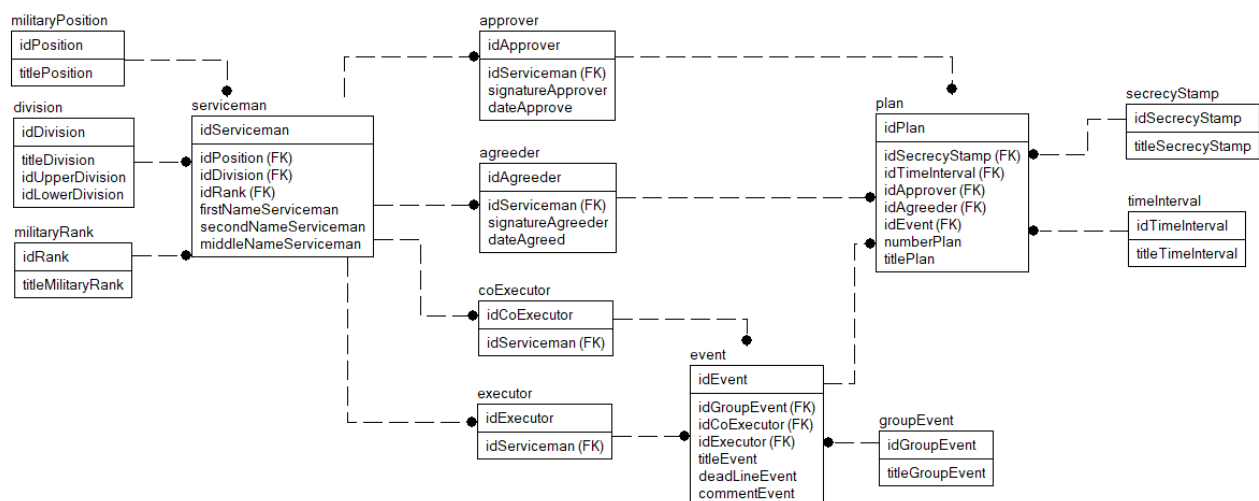 militaryPosition
idPosition
titlePosition
division
idDivision
titleDivision
idUpperDivision
idLowerDivision
militaryRank
idRank
titleMilitaryRank
serviceman
idServiceman
idPosition (FK)
idDivision (FK)
idRank (FK)
firstNameServiceman
secondNameServiceman
middleNameServiceman
approver
idApprover
idServiceman (FK)
signatureApprover
dateApprove
agreeder
idAgreeder
idServiceman (FK)
signatureAgreeder
dateAgreed
coExecutor
idCoExecutor
idServiceman (FK)
executor
idExecutor
idServiceman (FK)
event
idEvent
idGroupEvent (FK)
idCoExecutor (FK)
idExecutor (FK)
titleEvent
deadLineEvent
commentEvent
plan
idPlan
idSecrecyStamp (FK)
idTimeInterval (FK)
idApprover (FK)
idAgreeder (FK)
idEvent (FK)
numberPlan
titlePlan
secrecyStamp
idSecrecyStamp
titleSecrecyStamp
timeInterval
idTimeInterval
titleTimeInterval
groupEvent
idGroupEvent
titleGroupEvent